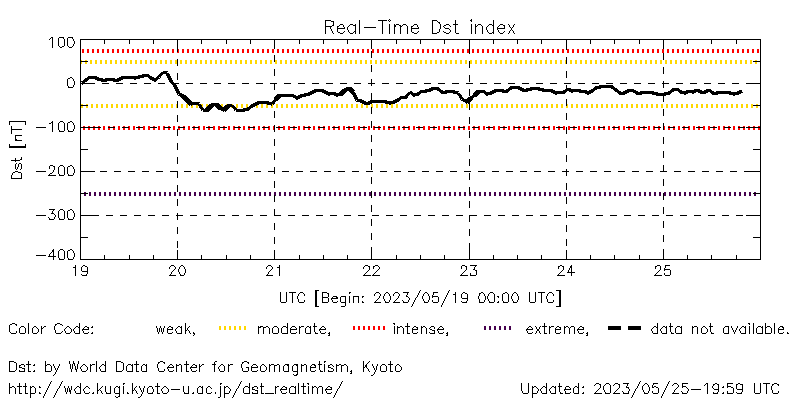 Real-Time Dst index
Dst [nT]
100
0
-100
-200
-300
-400
19 20 21 22 23 24 25
UTC [Begin: 2023/05/19 00:00 UTC]
Color Code: weak, moderate, intense, extreme, data not available.
Dst: by World Data Center for Geomagnetism, Kyoto
http://wdc.kugi.kyoto-u.ac.jp/dst_realtime/ Updated: 2023/05/25-19:59 UTC